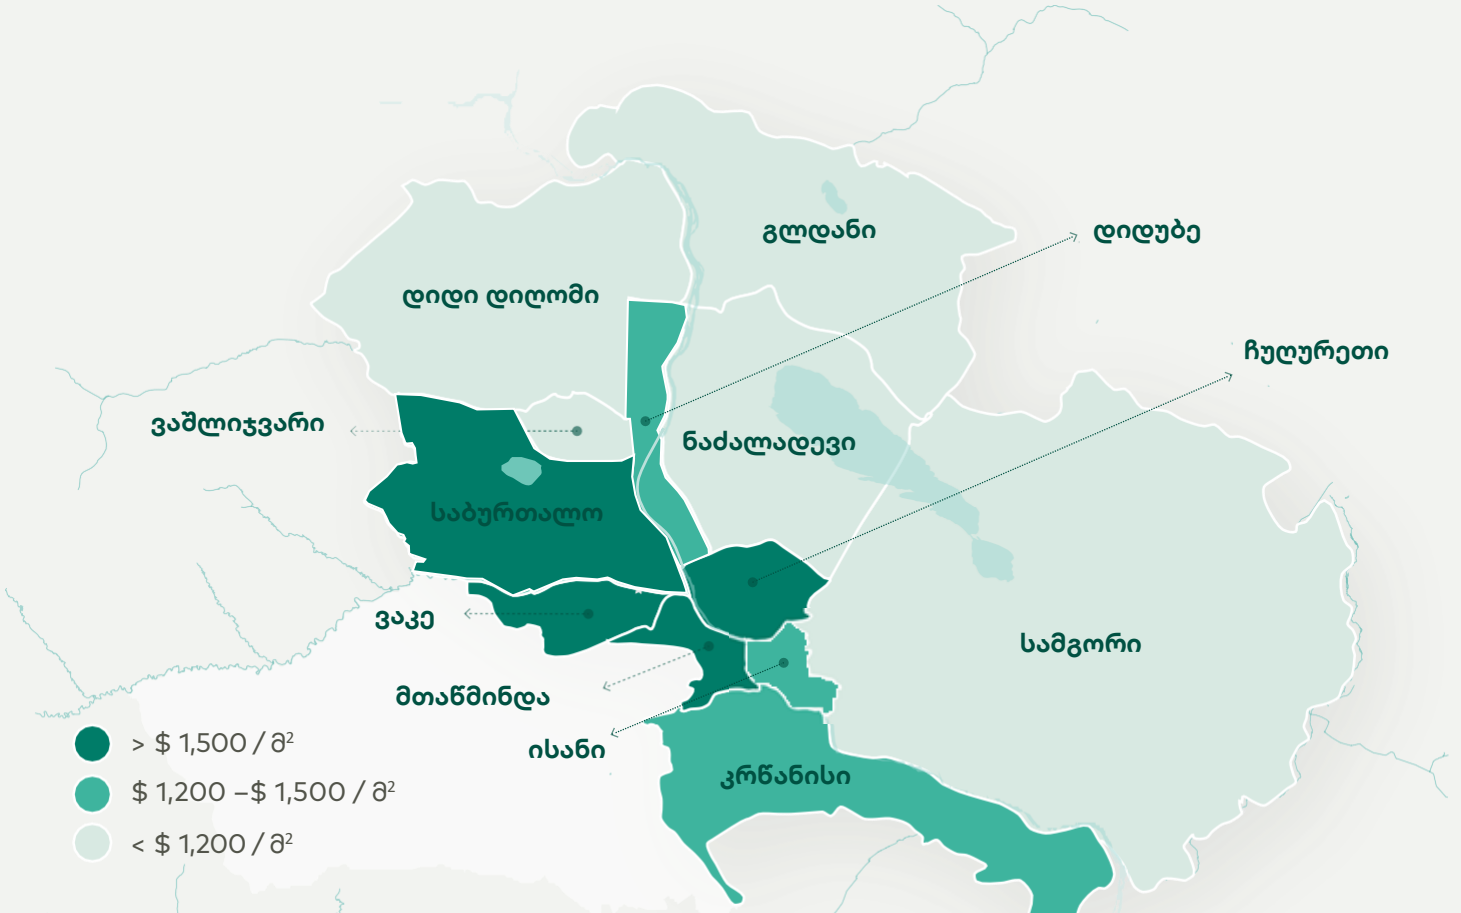 გლდანი
დიდუბე
დიდი დიღომი
ჩუღურეთი
ვაშლიჯვარი
ნაძალადევი
საბურთალო
ვაკე
სამგორი
მთაწმინდა
ისანი
კრწანისი
> $ 1,500 / მ²
$ 1,200 –$ 1,500 / მ²
< $ 1,200 / მ²